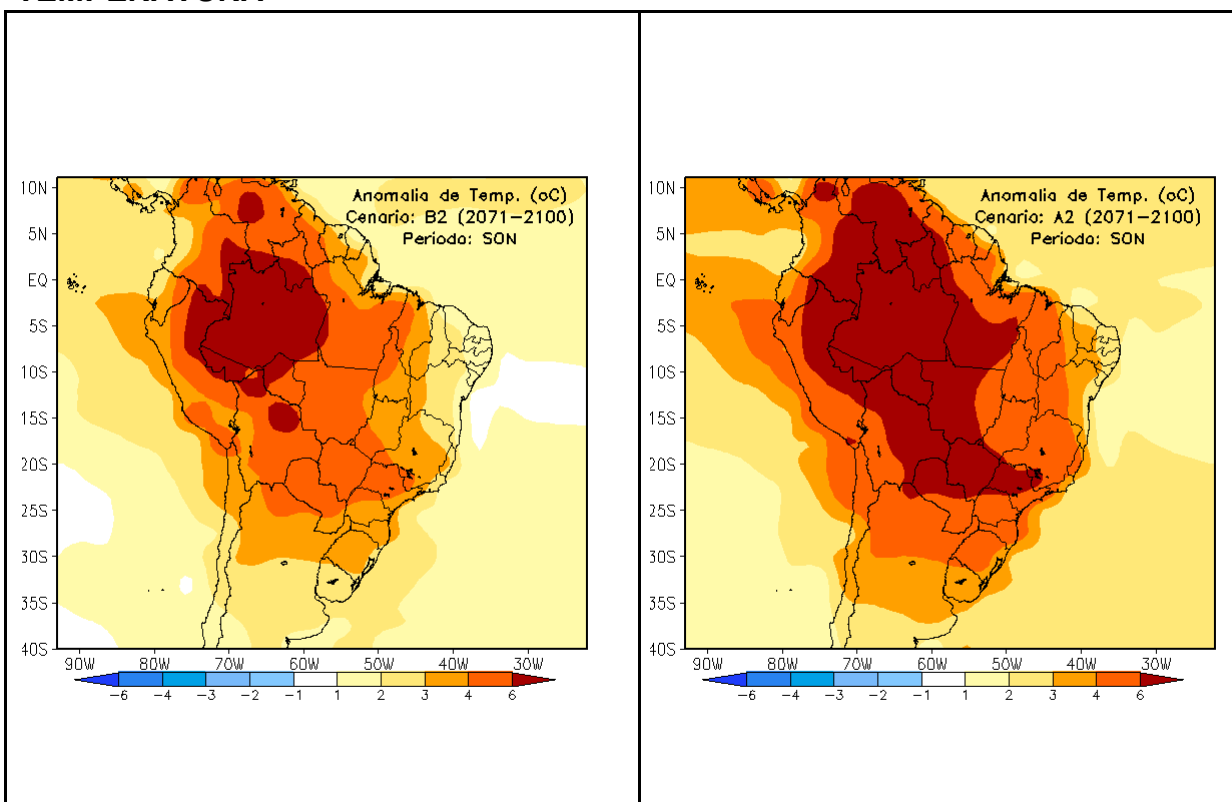 TEMPERATURA
Anomalia de Temp. (oC)
Cenario: B2 (2071-2100)
Periodo: SON
10N
5N
EQ
5S
10S
15S
20S
25S
30S
35S
40S
90W 80W 70W 60W 50W 40W 30W
-6 -4 -3 -2 -1 1 2 3 4 6
Anomalia de Temp. (oC)
Cenario: A2 (2071-2100)
Periodo: SON
10N
5N
EQ
5S
10S
15S
20S
25S
30S
35S
40S
90W 80W 70W 60W 50W 40W 30W
-6 -4 -3 -2 -1 1 2 3 4 6